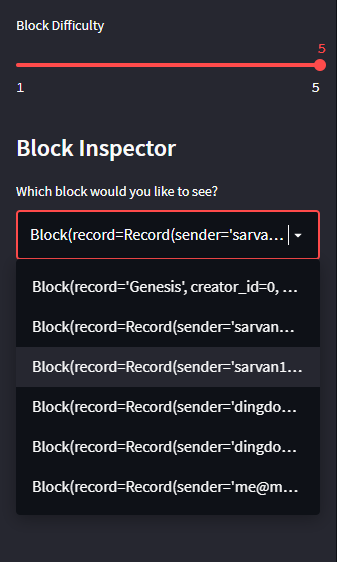 Block Difficulty
5
1 5
Block Inspector
Which block would you like to see?
Block(record=Record(sender='sarva...
Block(record='Genesis', creator_id=0, ...
Block(record=Record(sender='sarvan...
Block(record=Record(sender='sarvan1...
Block(record=Record(sender='dingdo...
Block(record=Record(sender='dingdo...
Block(record=Record(sender='me@m...